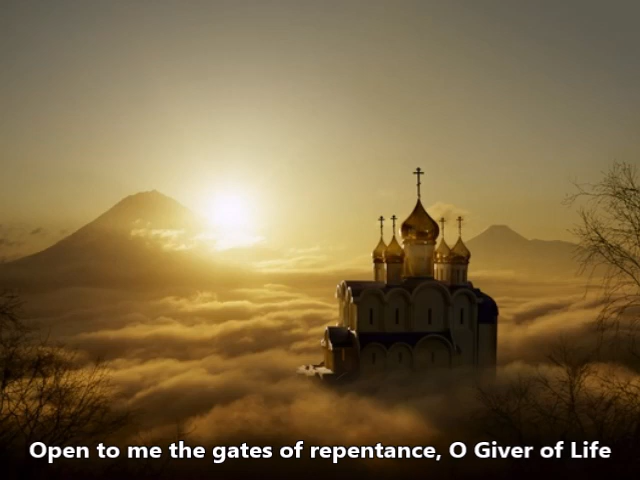 Open to me the gates of repentance, O Giver of Life